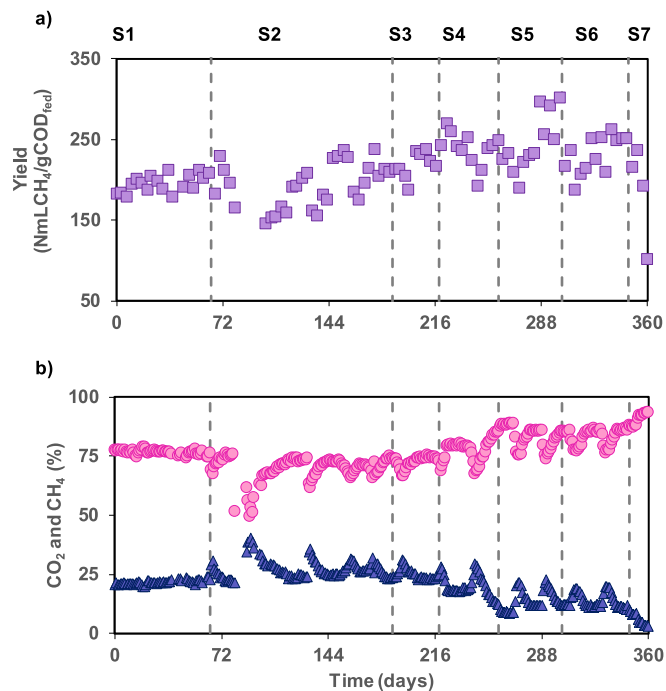 a)
S1 S2 S3 S4 S5 S6 S7
Yield
(NmLCH₄/gCOD_fed)
350
250
150
50
0 72 144 216 288 360
b)
CO₂ and CH₄ (%)
100
75
50
25
0
0 72 144 216 288 360
Time (days)